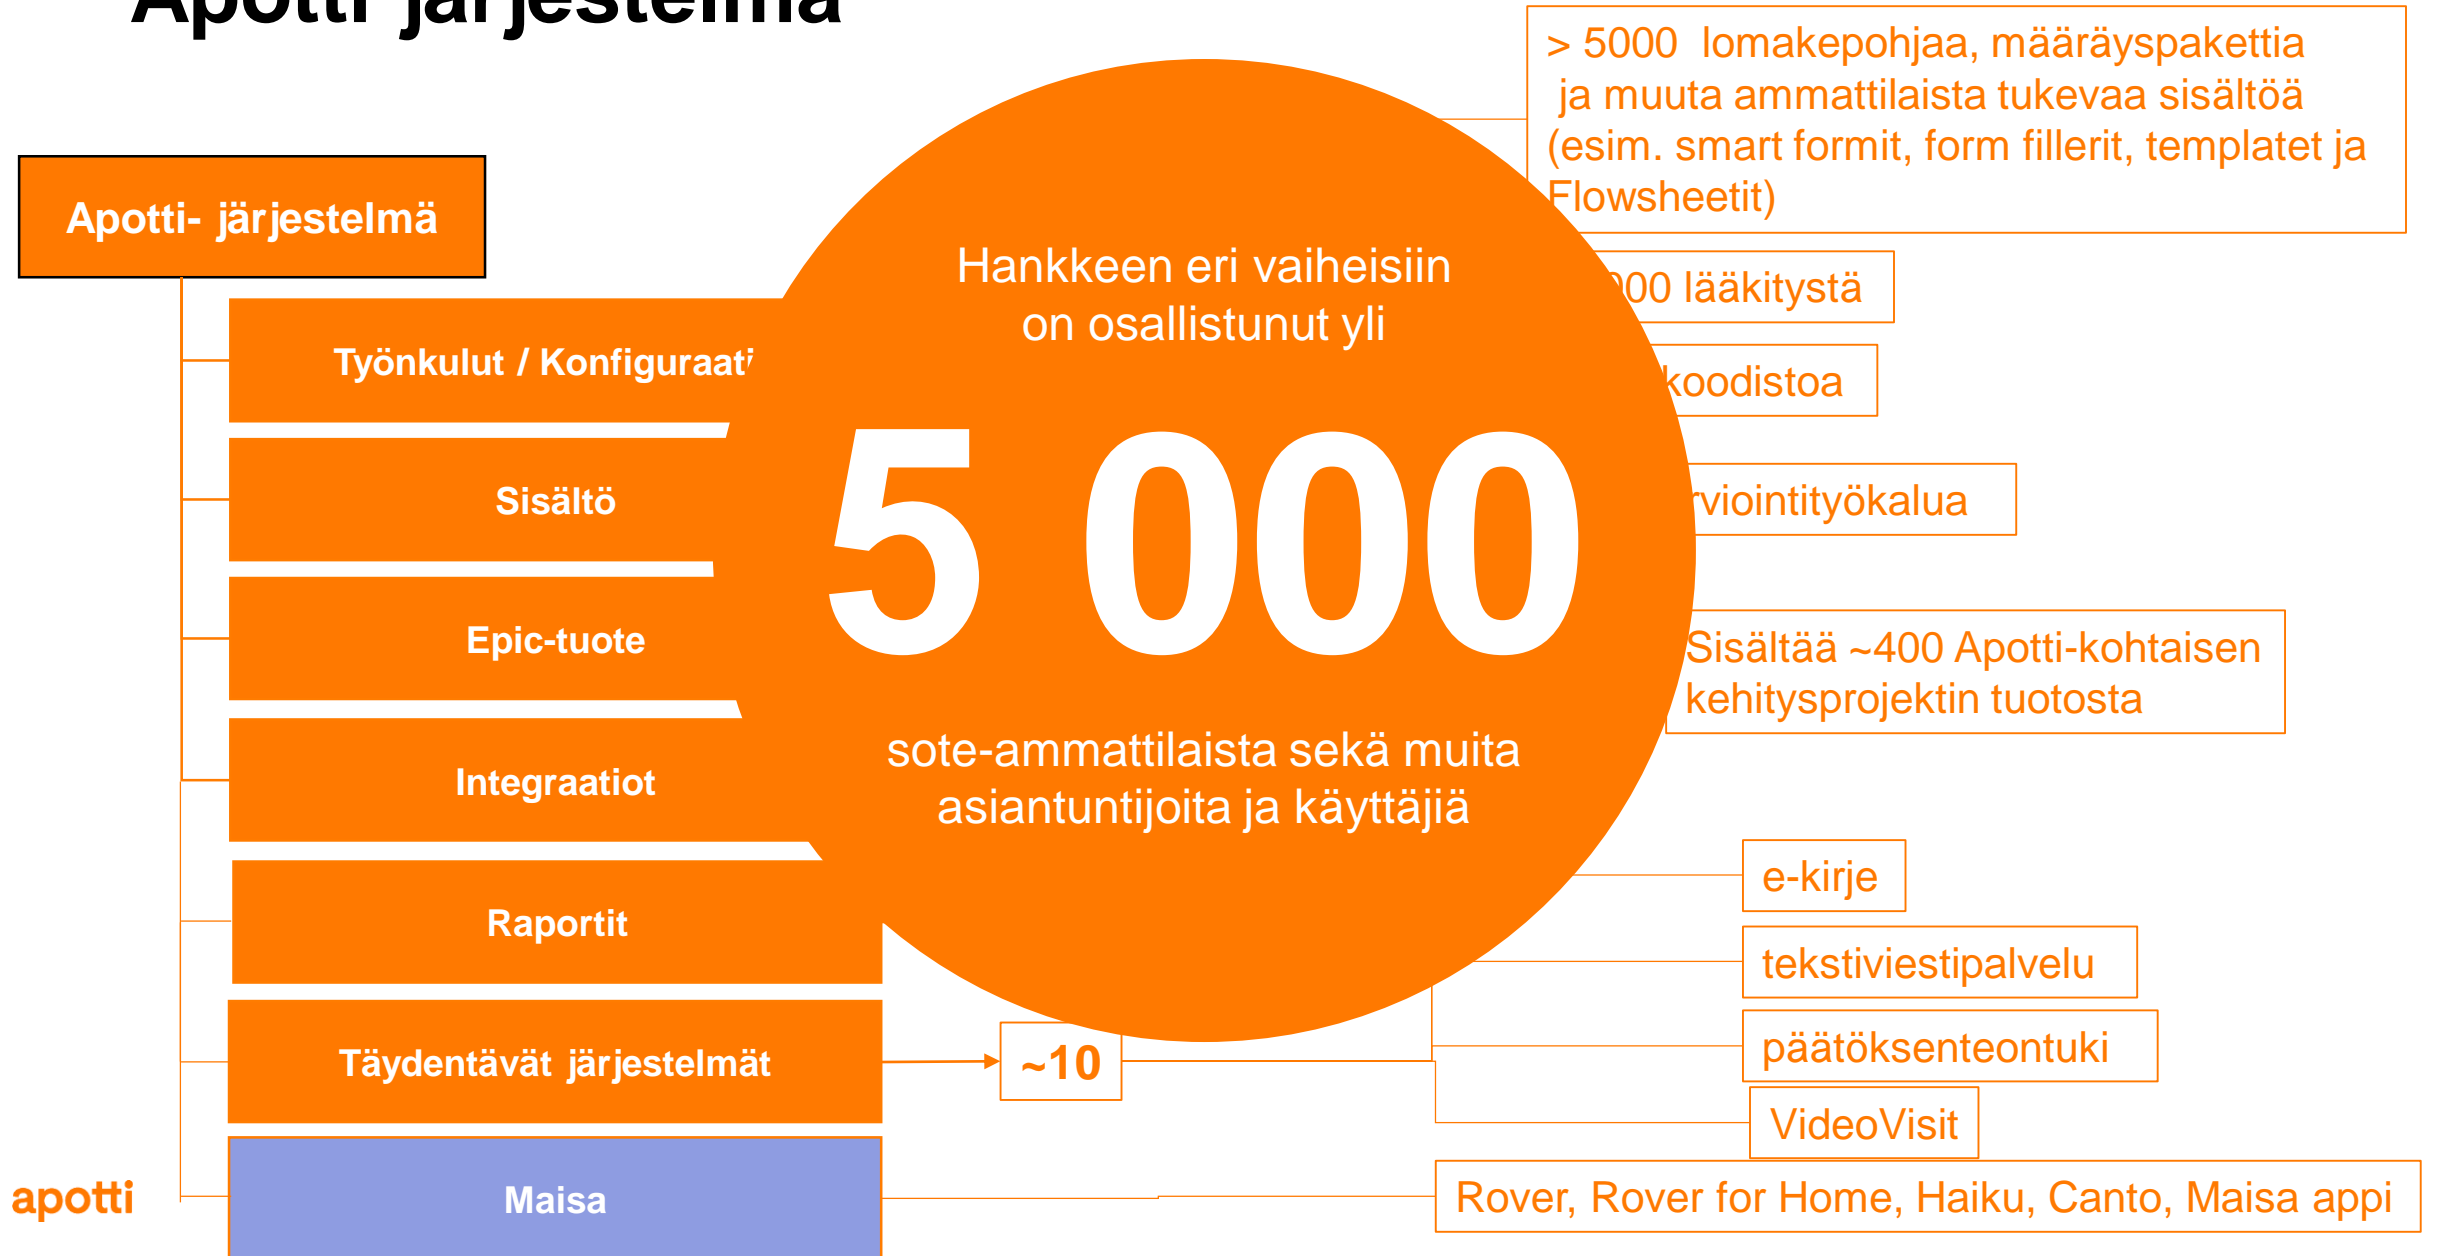 Apotti-järjestelmä
> 5000 lomakepohjaa, määräyspakettia
ja muuta ammattilaista tukevaa sisältöä
(esim. smart formit, form fillerit, templatet ja
Flowsheetit)
Apotti- järjestelmä
Hankkeen eri vaiheisiin
on osallistunut yli
5 000
sote-ammattilaista sekä muita
asiantuntijoita ja käyttäjiä
lääkitystä
koodistoa
Sisältää ~400 Apotti-kohtaisen
kehitysprojektin tuotosta
Työnkulut /
Sisältö
Epic-tuote
Integraatiot
Raportit
Täydentävät järjestelmät
~10
e-kirje
tekstiviestipalvelu
päätöksenteontuki
VideoVisit
Maisa
Rover, Rover for Home, Haiku, Canto, Maisa appi
apotti